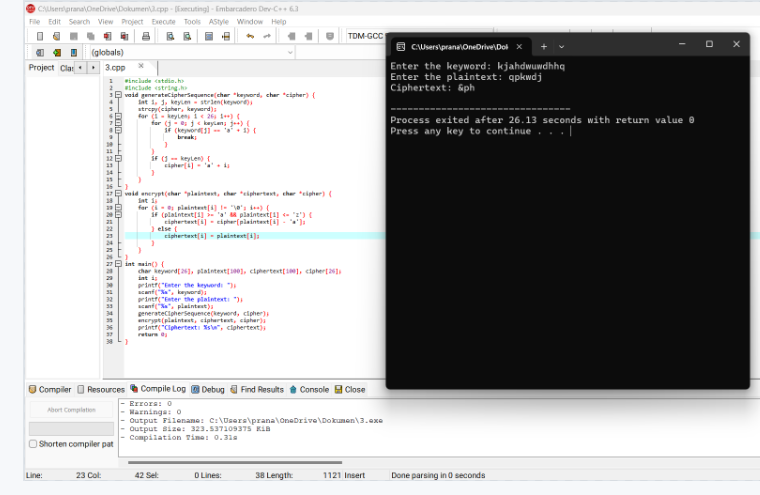 C:\Users\prana\OneDrive\Dokumen\3.cpp - [Executing] - Embarcadero Dev-C++ 6.3
File Edit Search View Project Execute Tools AStyle Window Help
TDM-GCC
(globals)
Project Clas
3.cpp
1 #include <stdio.h>
2 #include <string.h>
3 void generateCipherSequence(char *keyword, char *cipher) {
4 int i, j, keyLen = strlen(keyword);
5 strcpy(cipher, keyword);
6 for (i = keyLen; i < 26; i++) {
7 for (j = 0; j < keyLen; j++) {
8 if (keyword[j] == 'a' + i) {
9 break;
10 }
11 }
12 if (j == keyLen) {
13 cipher[i] = 'a' + i;
14 }
15 }
16 }
17 void encrypt(char *plaintext, char *ciphertext, char *cipher) {
18 int i;
19 for (i = 0; plaintext[i] != '\0'; i++) {
20 if (plaintext[i] >= 'a' && plaintext[i] <= 'z') {
21 ciphertext[i] = cipher[plaintext[i] - 'a'];
22 } else {
23 ciphertext[i] = plaintext[i];
24 }
25 }
26 }
27 int main() {
28 char keyword[26], plaintext[100], ciphertext[100], cipher[26];
29 int i;
30 printf("Enter the keyword: ");
31 scanf("%s", keyword);
32 printf("Enter the plaintext: ");
33 scanf("%s", plaintext);
34 generateCipherSequence(keyword, cipher);
35 encrypt(plaintext, ciphertext, cipher);
36 printf("Ciphertext: %s\n", ciphertext);
37 return 0;
38 }
C:\Users\prana\OneDrive\Dol
Enter the keyword: kjahdwuwdhhq
Enter the plaintext: qpkwdj
Ciphertext: &ph
--------------------------------
Process exited after 26.13 seconds with return value 0
Press any key to continue . . .
Compiler Resources Compile Log Debug Find Results Console Close
Abort Compilation
Shorten compiler pat
- Errors: 0
- Warnings: 0
- Output Filename: C:\Users\prana\OneDrive\Dokumen\3.exe
- Output Size: 323.537109375 KiB
- Compilation Time: 0.31s
Line: 23 Col: 42 Sel: 0 Lines: 38 Length: 1121 Insert Done parsing in 0 seconds